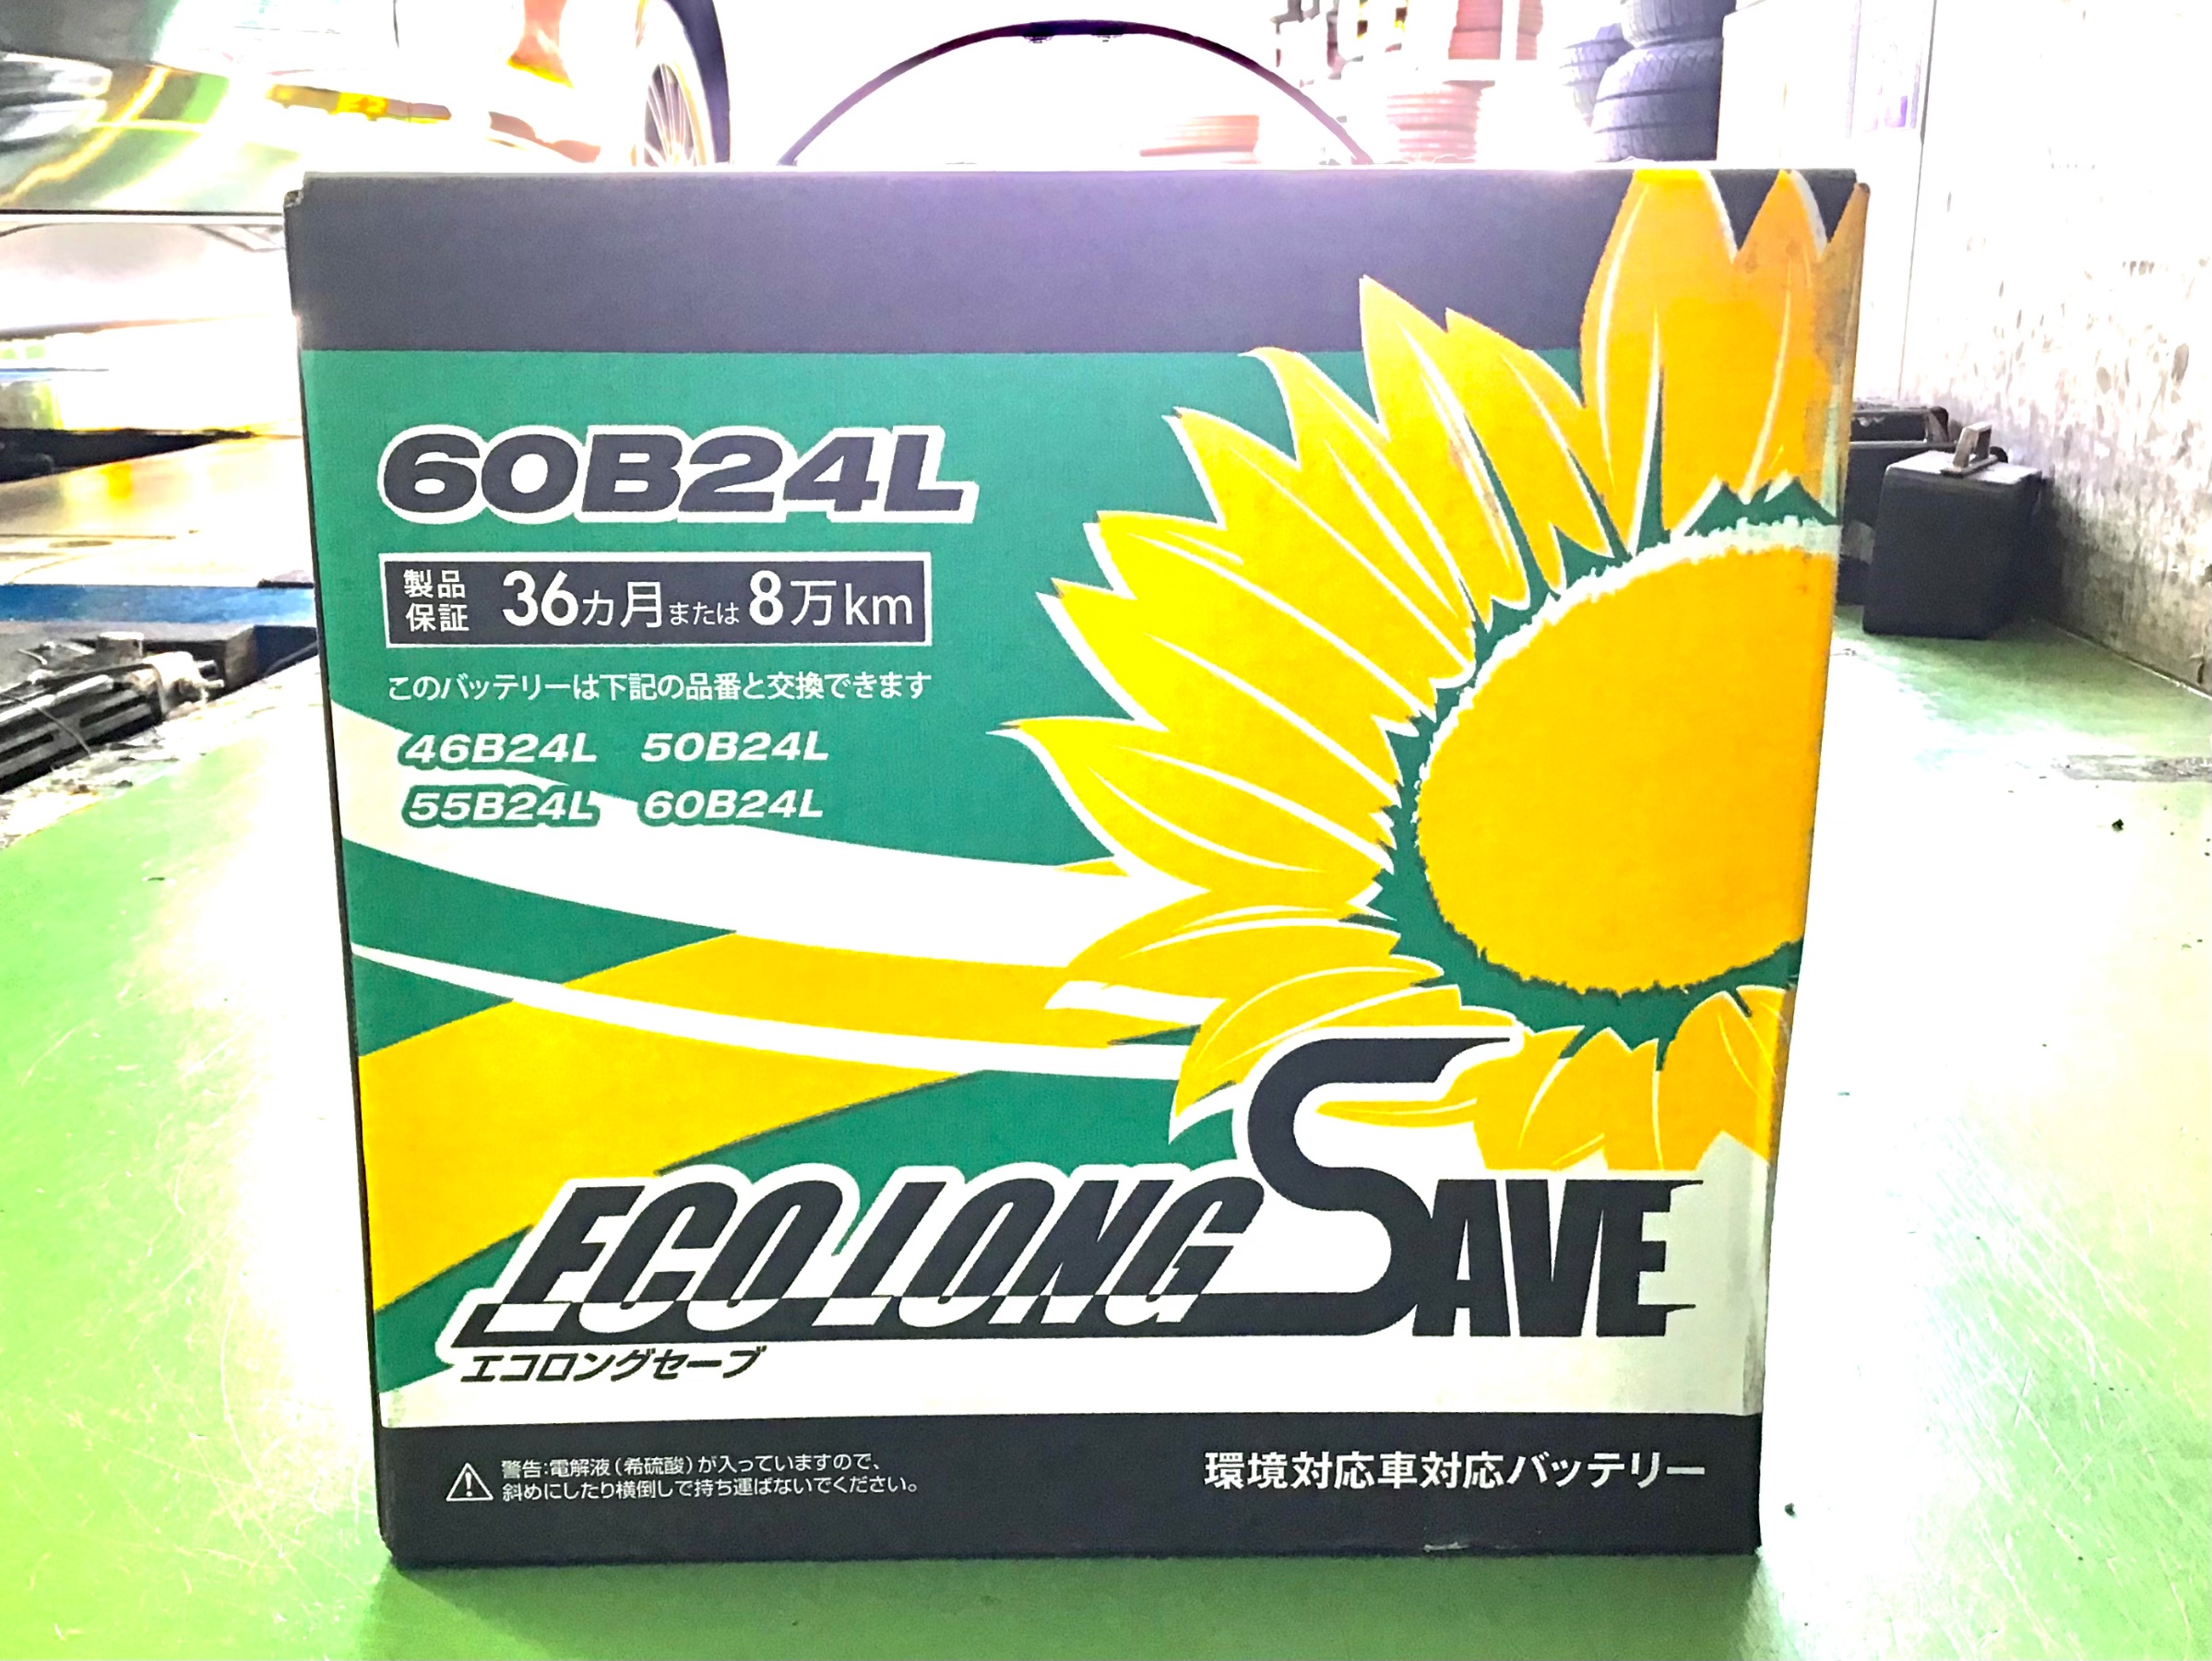 60B24L
製品保証 36カ月または8万km
このバッテリーは下記の品番と交換できます
46B24L 50B24L
55B24L 60B24L
ECO LONG SAVE
エコロングセーブ
警告:電解液(希硫酸)が入っていますので、
斜めにしたり横倒しで持ち運ばないでください。
環境対応車対応バッテリー